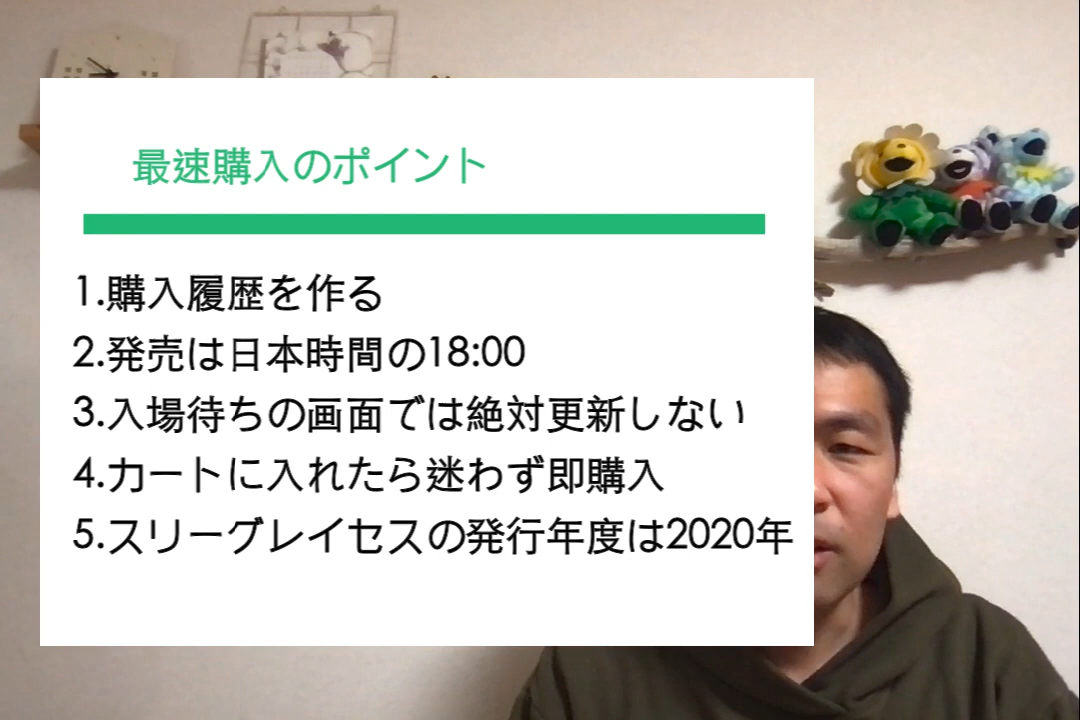 最速購入のポイント
1.購入履歴を作る
2.発売は日本時間の18:00
3.入場待ちの画面では絶対更新しない
4.カートに入れたら迷わず即購入
5.スリーグレイセスの発行年度は2020年